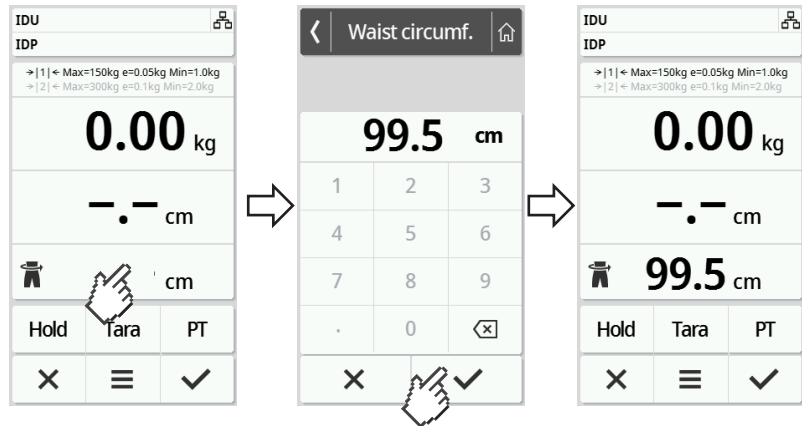 IDU
IDP
→|1|← Max=150kg e=0.05kg Min=1.0kg
→|2|← Max=300kg e=0.1kg Min=2.0kg
0.00 kg
–.– cm
cm
Hold Tara PT
Waist circumf.
99.5 cm
1 2 3
4 5 6
7 8 9
. 0
IDU
IDP
→|1|← Max=150kg e=0.05kg Min=1.0kg
→|2|← Max=300kg e=0.1kg Min=2.0kg
0.00 kg
–.– cm
99.5 cm
Hold Tara PT